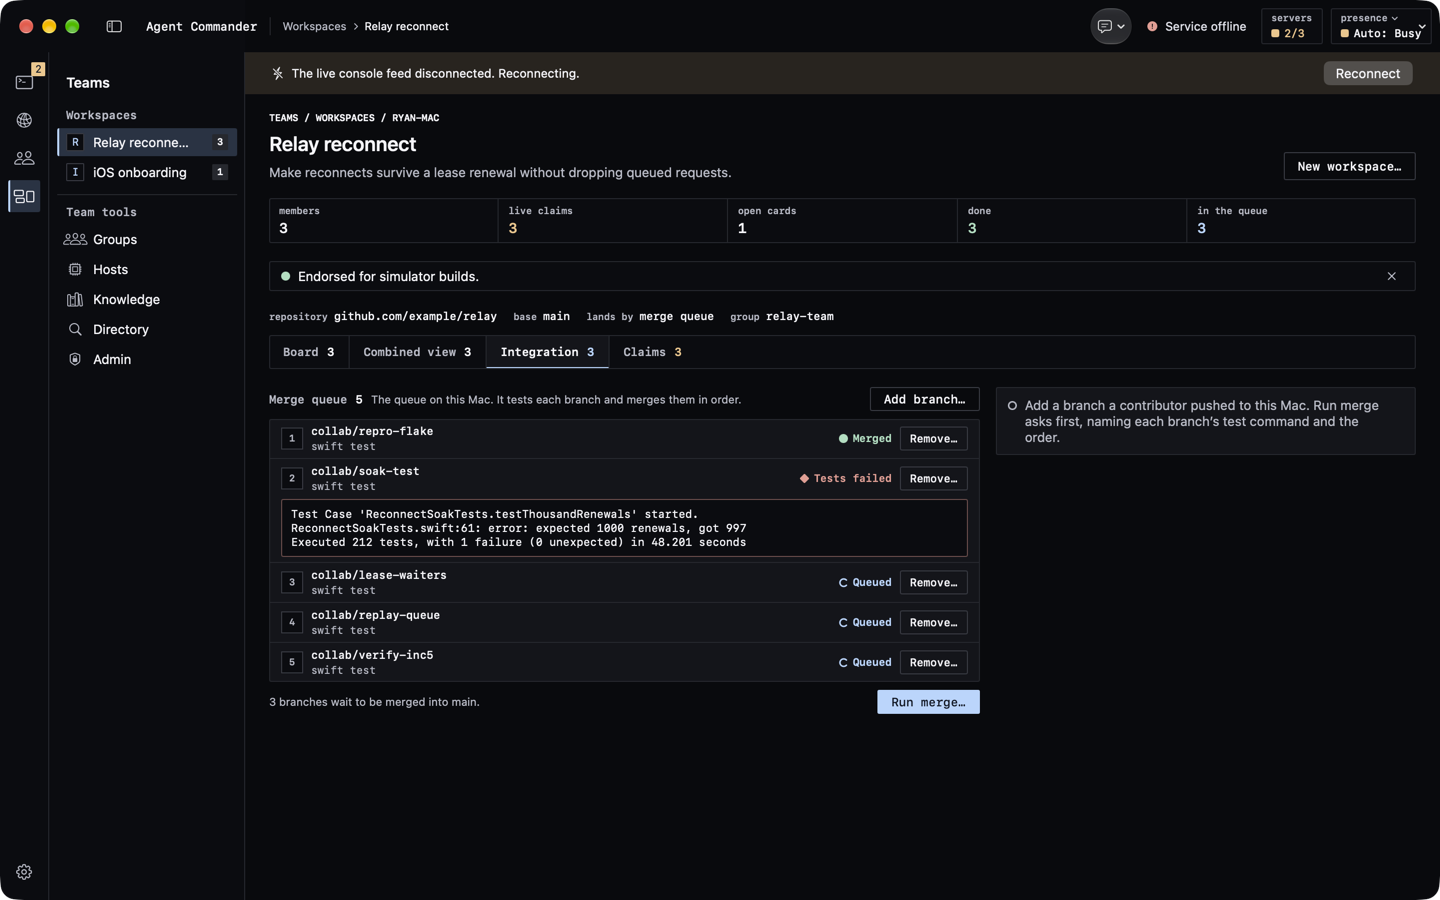 Agent Commander
Workspaces > Relay reconnect
Service offline
servers
2/3
presence
Auto: Busy
2
Teams
Workspaces
R Relay reconne… 3
I iOS onboarding 1
Team tools
Groups
Hosts
Knowledge
Directory
Admin
The live console feed disconnected. Reconnecting.
Reconnect
TEAMS / WORKSPACES / RYAN-MAC
Relay reconnect
Make reconnects survive a lease renewal without dropping queued requests.
New workspace…
members
3
live claims
3
open cards
1
done
3
in the queue
3
Endorsed for simulator builds.
repository github.com/example/relay base main lands by merge queue group relay-team
Board 3
Combined view 3
Integration 3
Claims 3
Merge queue 5 The queue on this Mac. It tests each branch and merges them in order.
Add branch…
1 collab/repro-flake
swift test
Merged
Remove…
2 collab/soak-test
swift test
Tests failed
Remove…
Test Case 'ReconnectSoakTests.testThousandRenewals' started.
ReconnectSoakTests.swift:61: error: expected 1000 renewals, got 997
Executed 212 tests, with 1 failure (0 unexpected) in 48.201 seconds
3 collab/lease-waiters
swift test
Queued
Remove…
4 collab/replay-queue
swift test
Queued
Remove…
5 collab/verify-inc5
swift test
Queued
Remove…
3 branches wait to be merged into main.
Run merge…
Add a branch a contributor pushed to this Mac. Run merge
asks first, naming each branch's test command and the
order.